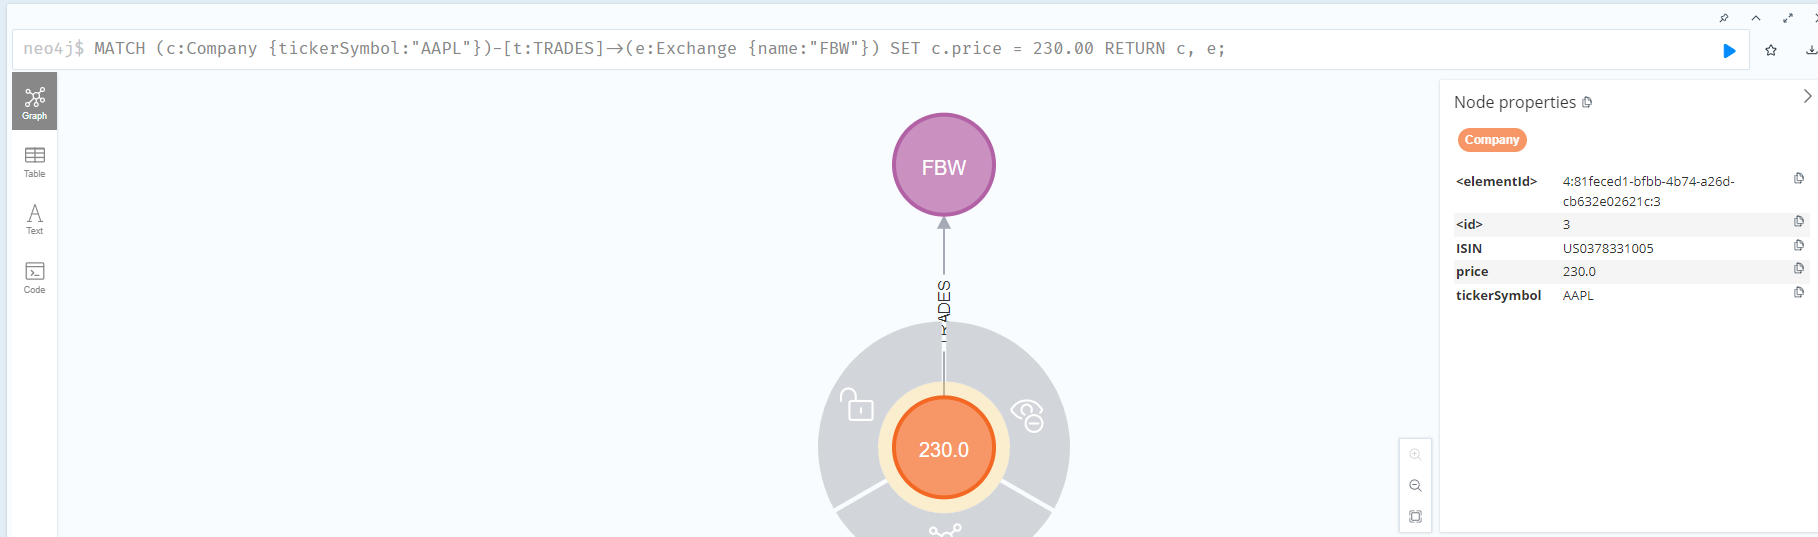 neo4j$ MATCH (c:Company {tickerSymbol:"AAPL"})-[t:TRADES]->(e:Exchange {name:"FBW"}) SET c.price = 230.00 RETURN c, e;
Graph
Table
Text
Code
FBW
TRADES
230.0
Node properties
Company
<elementId> 4:81feced1-bfbb-4b74-a26d-
cb632e02621c:3
<id> 3
ISIN US0378331005
price 230.0
tickerSymbol AAPL